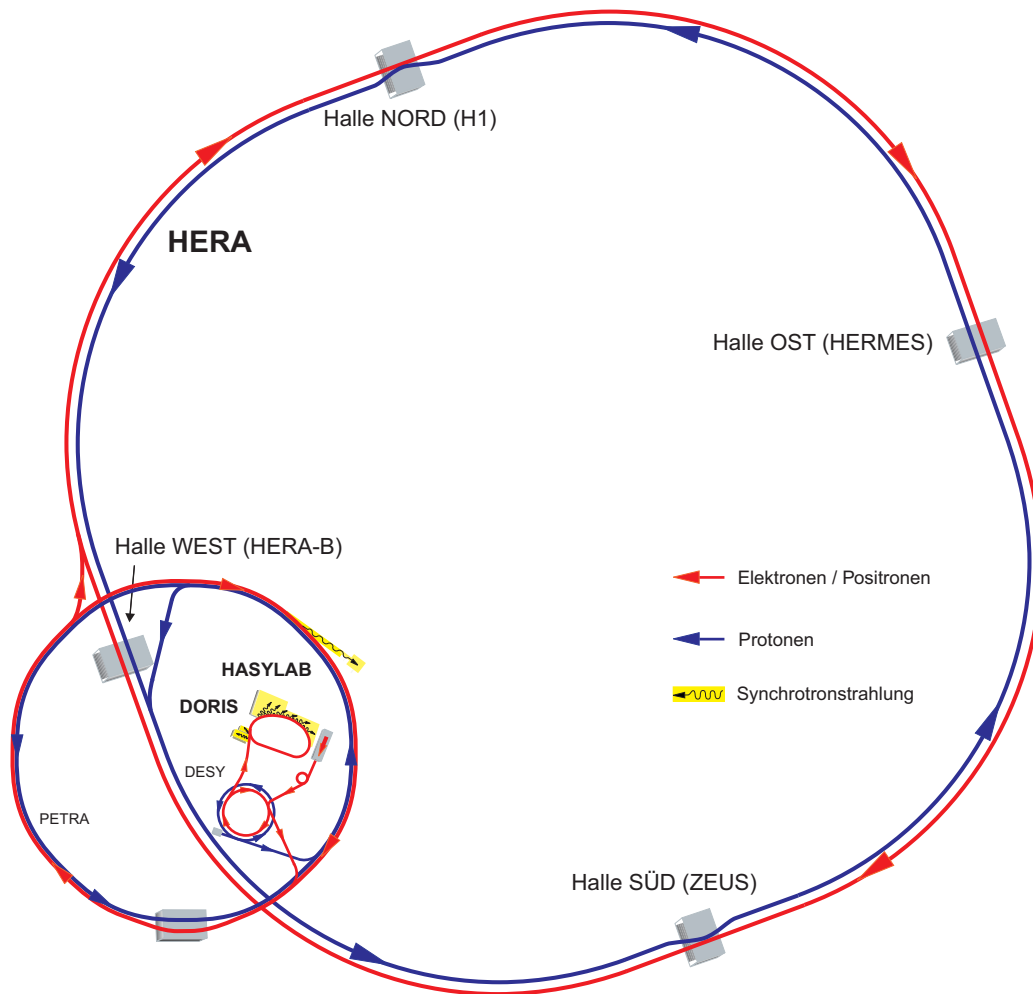 Halle NORD (H1)
HERA
Halle OST (HERMES)
Halle WEST (HERA-B)
Elektronen / Positronen
Protonen
Synchrotronstrahlung
HASYLAB
DORIS
DESY
PETRA
Halle SÜD (ZEUS)